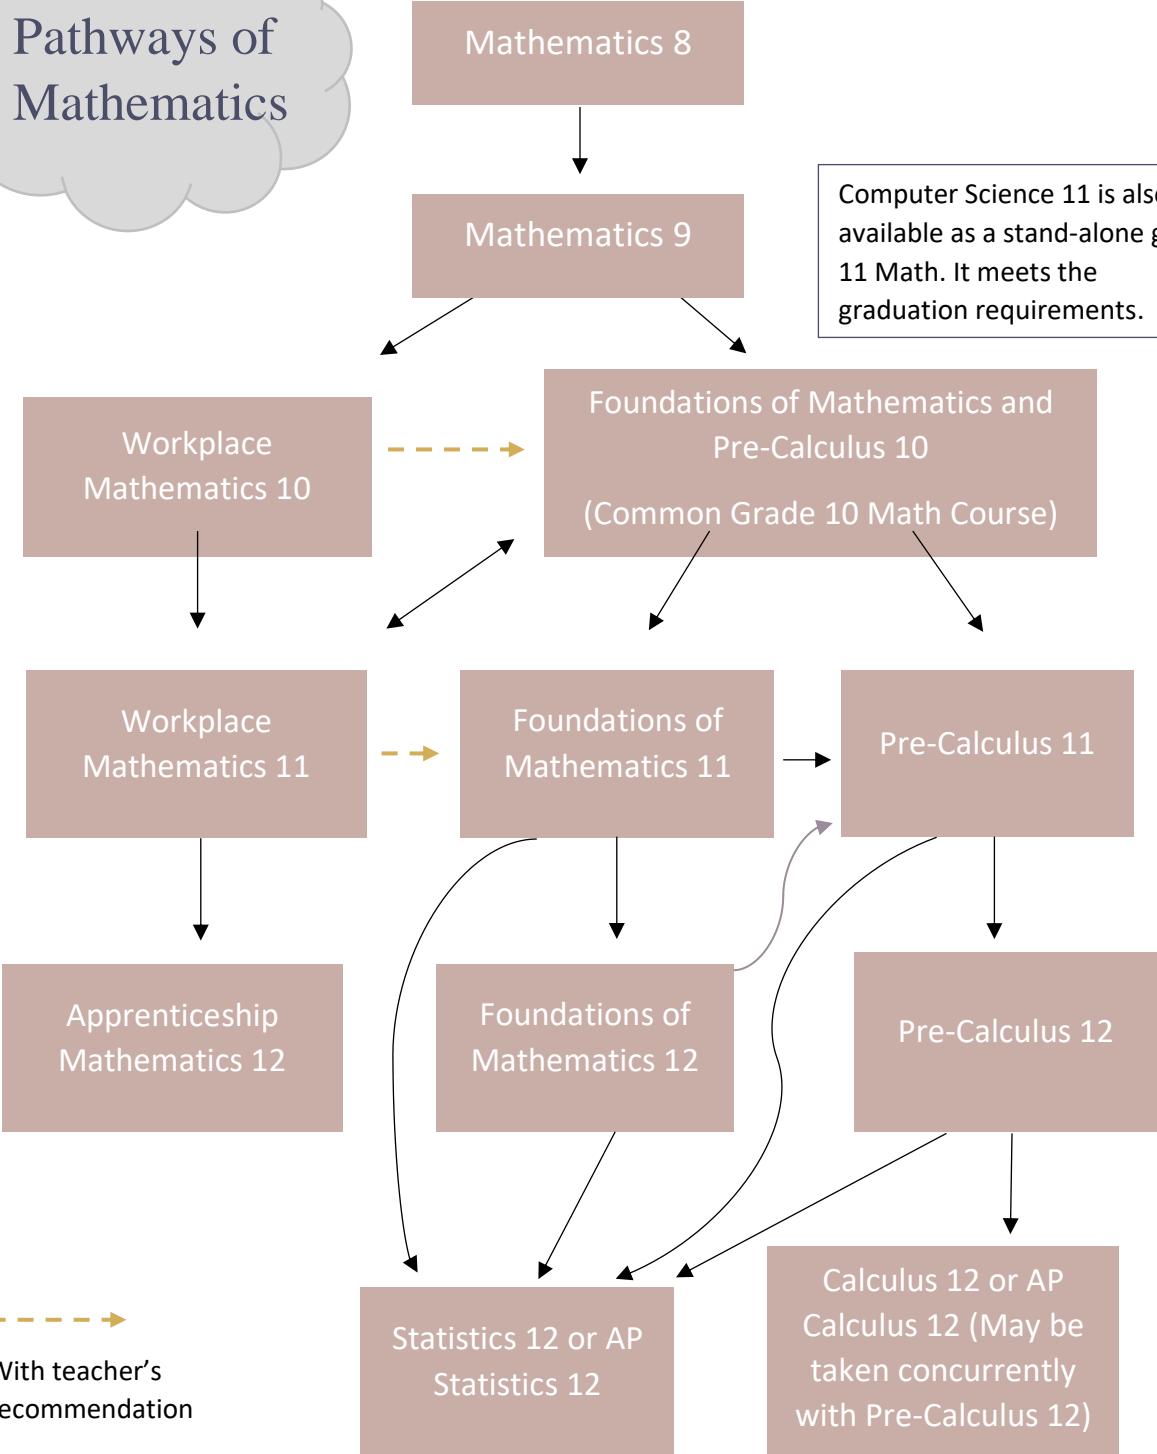 Pathways of
Mathematics
Mathematics 8
Mathematics 9
Computer Science 11 is also
available as a stand-alone
11 Math. It meets the
graduation requirements.
Workplace
Mathematics 10
Foundations of Mathematics and
Pre-Calculus 10
(Common Grade 10 Math Course)
Workplace
Mathematics 11
Foundations of
Mathematics 11
Pre-Calculus 11
Apprenticeship
Mathematics 12
Foundations of
Mathematics 12
Pre-Calculus 12
Statistics 12 or AP
Statistics 12
Calculus 12 or AP
Calculus 12 (May be
taken concurrently
with Pre-Calculus 12)
With teacher's
recommendation